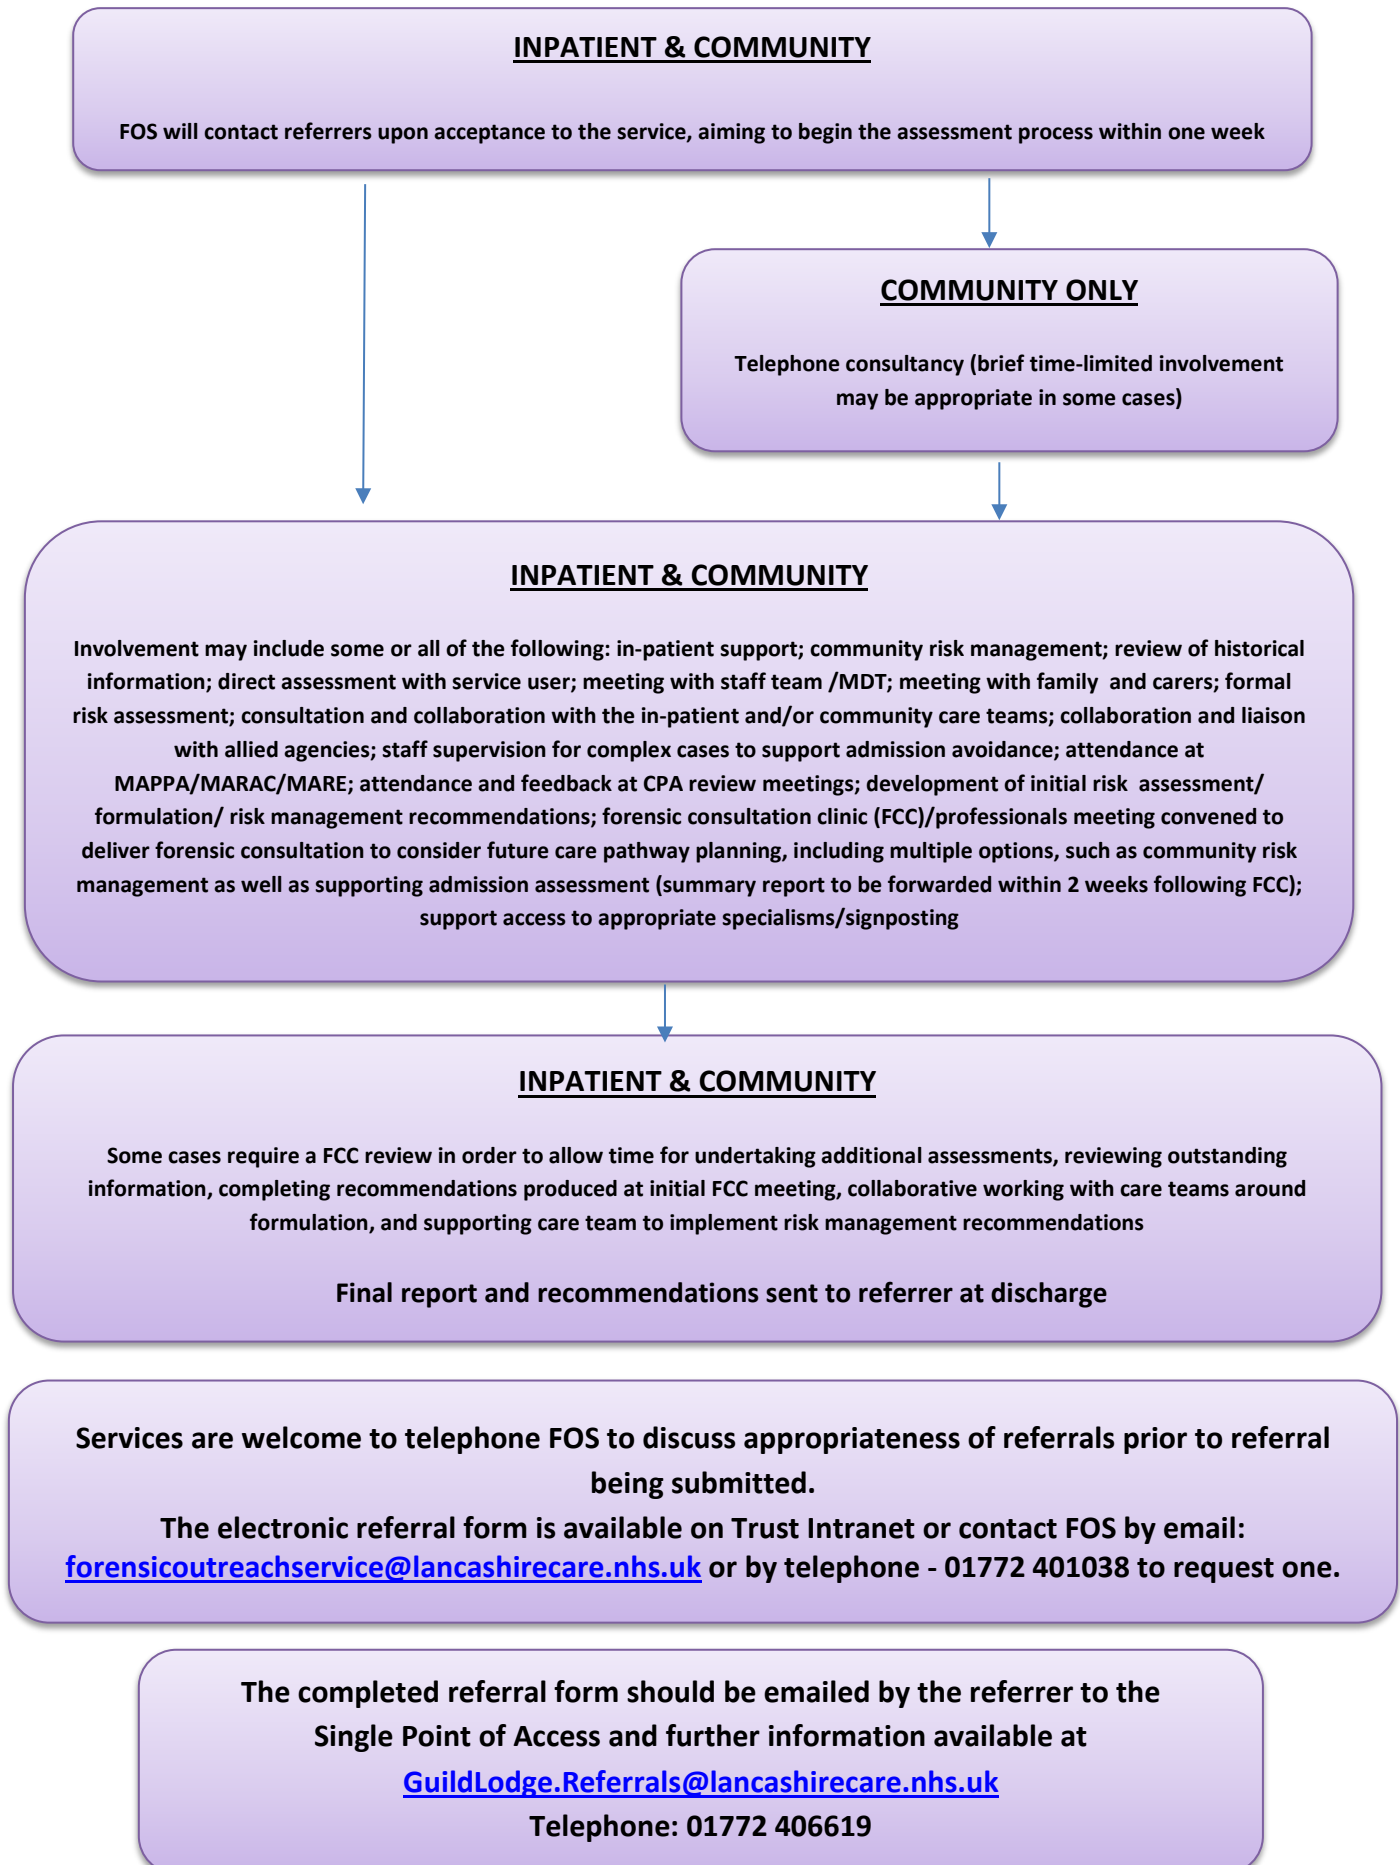 INPATIENT & COMMUNITY
FOS will contact referrers upon acceptance to the service, aiming to begin the assessment process within one week
COMMUNITY ONLY
Telephone consultancy (brief time-limited involvement
may be appropriate in some cases)
INPATIENT & COMMUNITY
Involvement may include some or all of the following: in-patient support; community risk management; review of historical
information; direct assessment with service user; meeting with staff team /MDT; meeting with family and carers; formal
risk assessment; consultation and collaboration with the in-patient and/or community care teams; collaboration and liaison
with allied agencies; staff supervision for complex cases to support admission avoidance; attendance at
MAPPA/MARAC/MARE; attendance and feedback at CPA review meetings; development of initial risk assessment/
formulation/ risk management recommendations; forensic consultation clinic (FCC)/professionals meeting convened to
deliver forensic consultation to consider future care pathway planning, including multiple options, such as community risk
management as well as supporting admission assessment (summary report to be forwarded within 2 weeks following FCC);
support access to appropriate specialisms/signposting
INPATIENT & COMMUNITY
Some cases require a FCC review in order to allow time for undertaking additional assessments, reviewing outstanding
information, completing recommendations produced at initial FCC meeting, collaborative working with care teams around
formulation, and supporting care team to implement risk management recommendations
Final report and recommendations sent to referrer at discharge
Services are welcome to telephone FOS to discuss appropriateness of referrals prior to referral
being submitted.
The electronic referral form is available on Trust Intranet or contact FOS by email:
forensicoutreachservice@lancashirecare.nhs.uk or by telephone - 01772 401038 to request one.
The completed referral form should be emailed by the referrer to the
Single Point of Access and further information available at
GuildLodge.Referrals@lancashirecare.nhs.uk
Telephone: 01772 406619